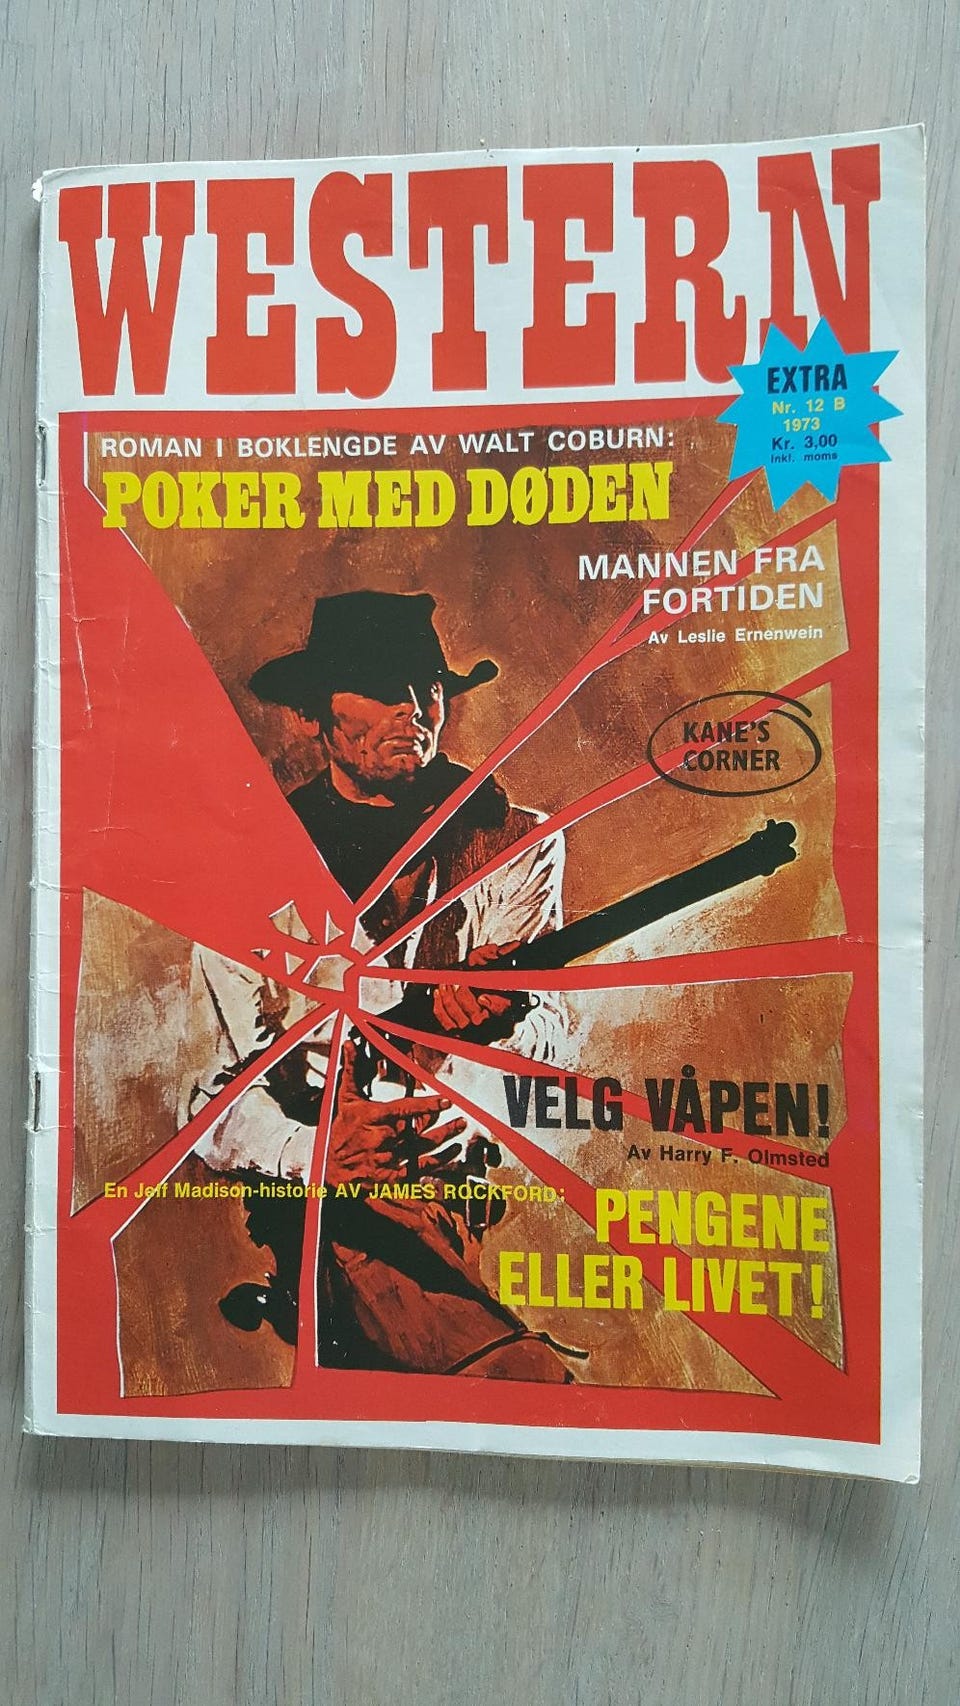 WESTERN
EXTRA
Nr. 12 B
1973
Kr. 3,00
inkl. moms
ROMAN I BOKLENGDE AV WALT COBURN:
POKER MED DØDEN
MANNEN FRA
FORTIDEN
Av Leslie Ernenwein
KANE'S
CORNER
VELG VÅPEN!
Av Harry F. Olmsted
En Jeff Madison-historie AV JAMES ROCKFORD:
PENGENE
ELLER LIVET!